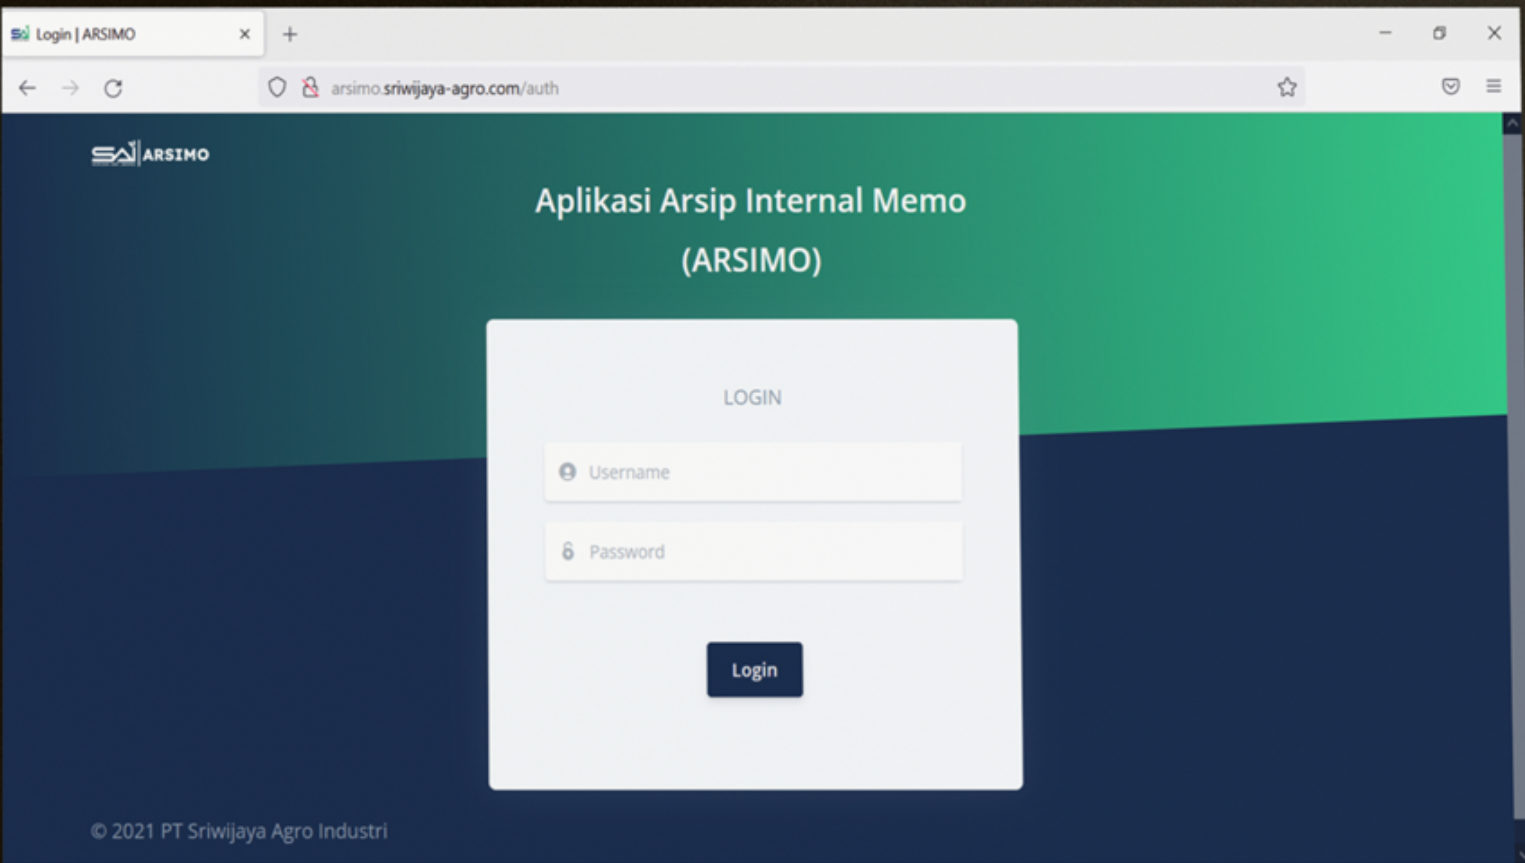 Login | ARSIMO
arsimo.sriwijaya-agro.com/auth
SAI ARSIMO
Aplikasi Arsip Internal Memo
(ARSIMO)
LOGIN
Username
Password
Login
© 2021 PT Sriwijaya Agro Industri